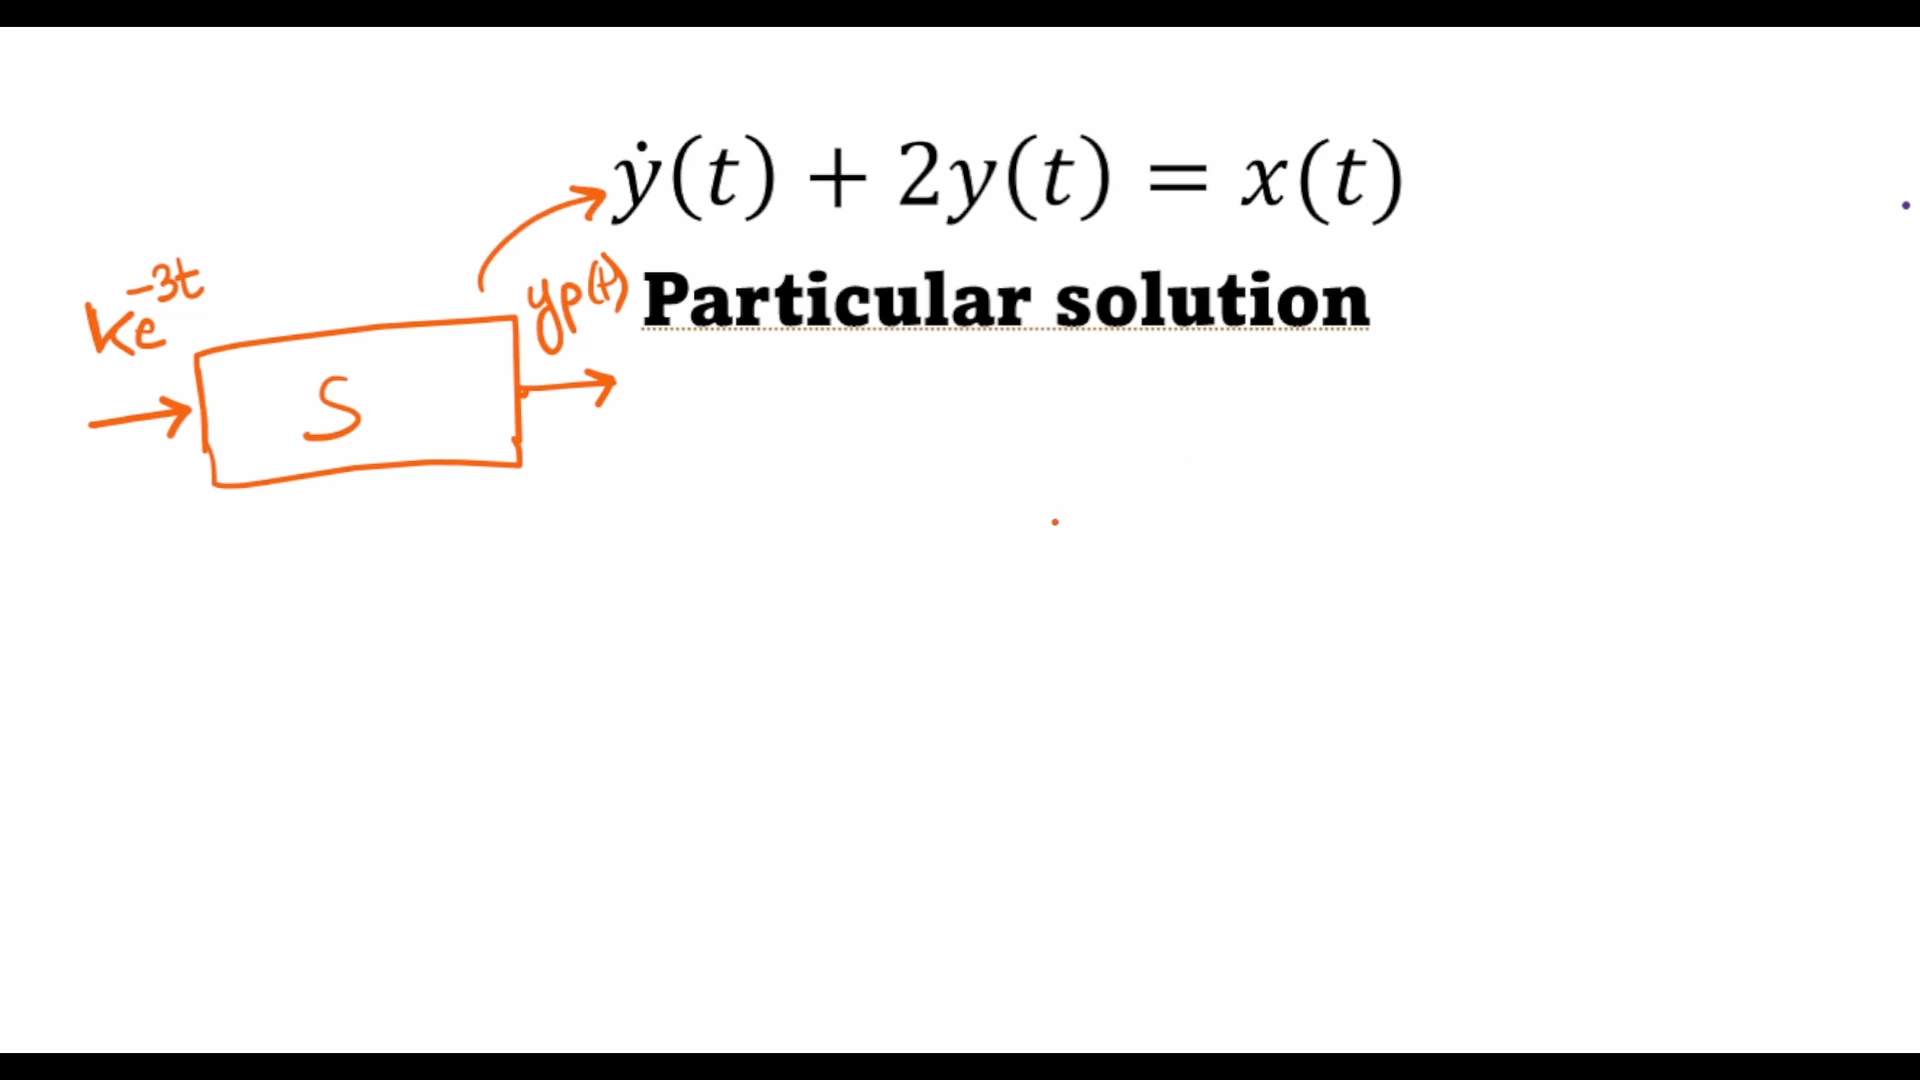 ẏ(t) + 2y(t) = x(t)
Particular solution
Ke^-3t
yp(t)
S